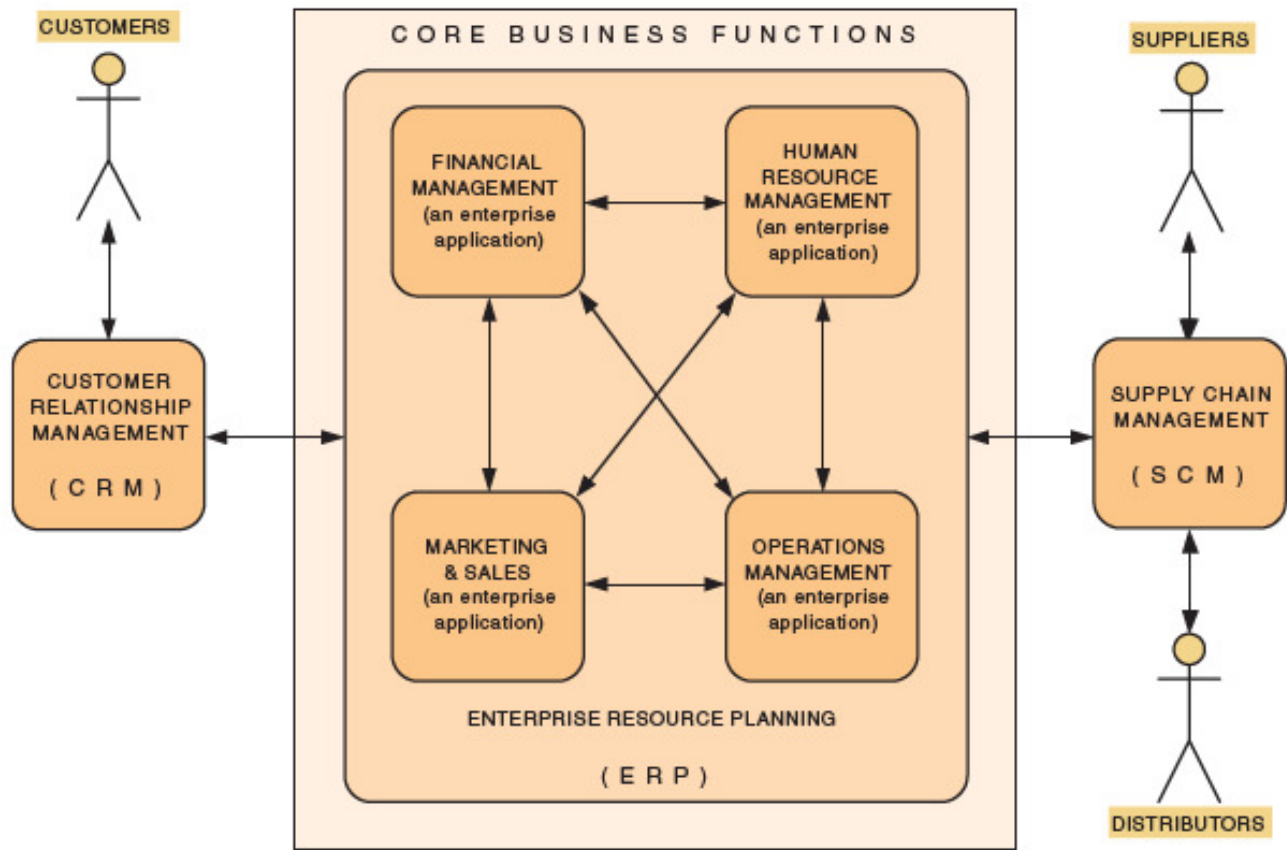 CUSTOMERS
CORE BUSINESS FUNCTIONS
SUPPLIERS
FINANCIAL
MANAGEMENT
(an enterprise
application)
HUMAN
RESOURCE
MANAGEMENT
(an enterprise
application)
CUSTOMER
RELATIONSHIP
MANAGEMENT
(CRM)
SUPPLY CHAIN
MANAGEMENT
(SCM)
MARKETING
& SALES
(an enterprise
application)
OPERATIONS
MANAGEMENT
(an enterprise
application)
ENTERPRISE RESOURCE PLANNING
(ERP)
DISTRIBUTORS